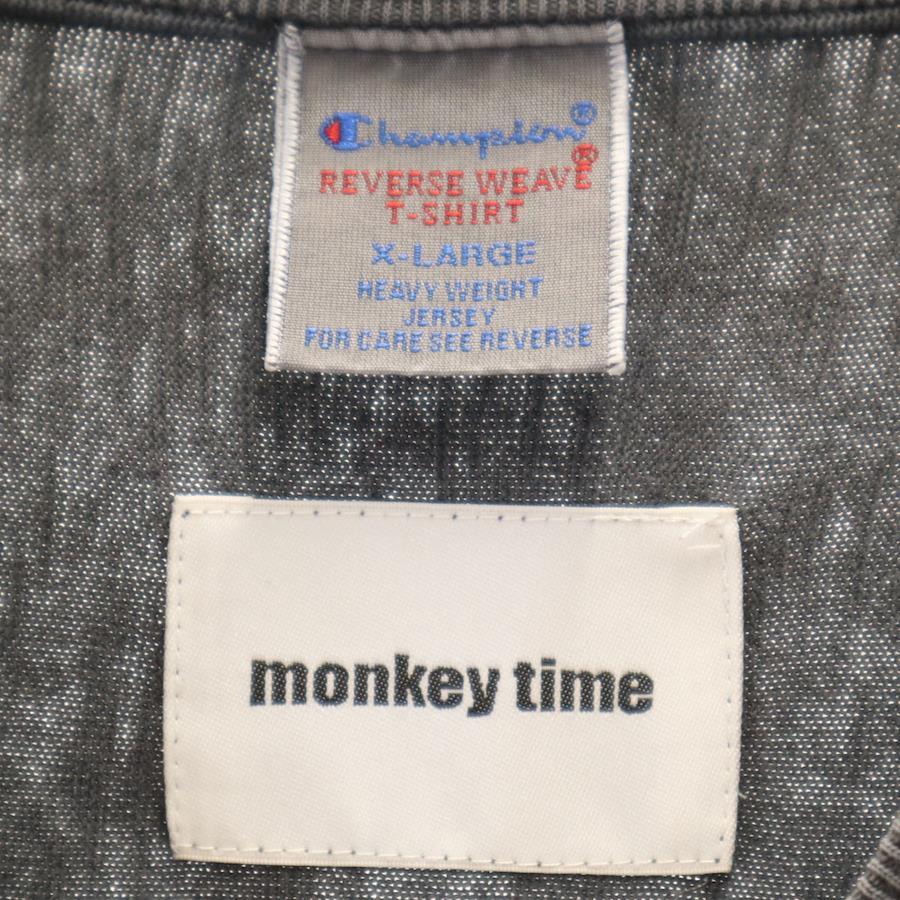 Champion®
REVERSE WEAVE®
T-SHIRT
X-LARGE
HEAVY WEIGHT
JERSEY
FOR CARE SEE REVERSE
monkey time